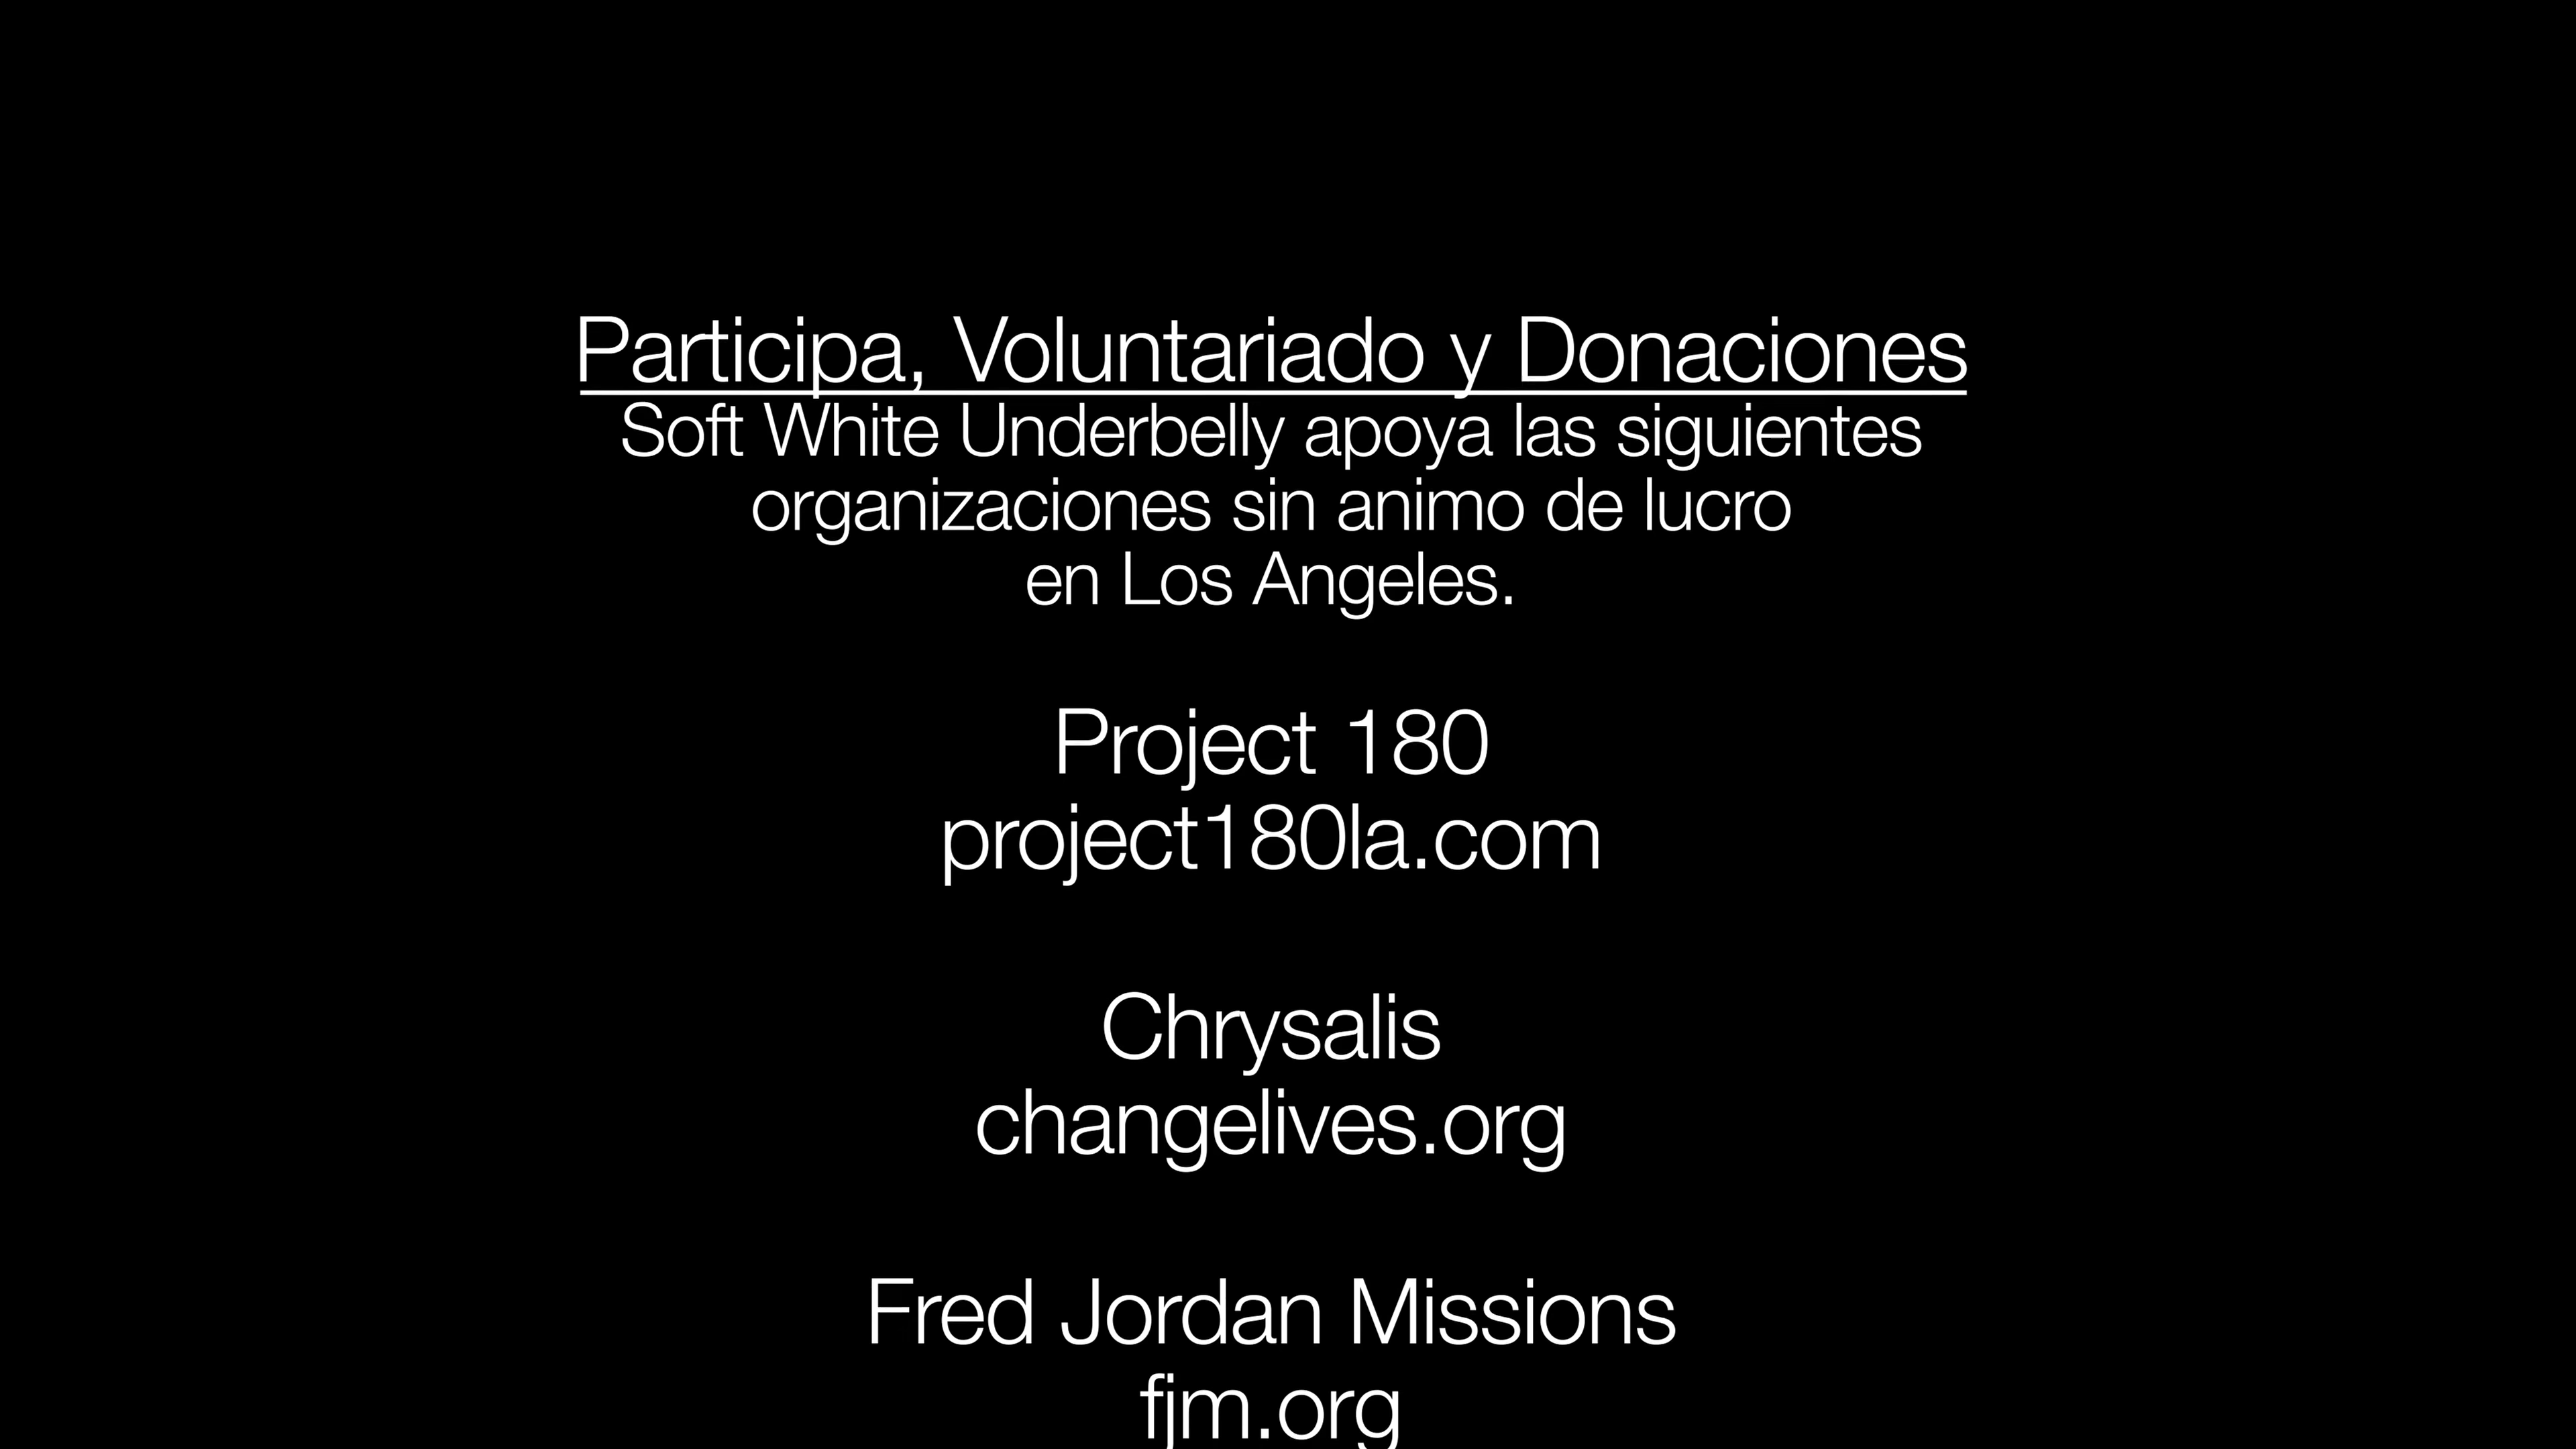 Participa, Voluntariado y Donaciones
Soft White Underbelly apoya las siguientes
organizaciones sin animo de lucro
en Los Angeles.
Project 180
project180la.com
Chrysalis
changelives.org
Fred Jordan Missions
fjm.org